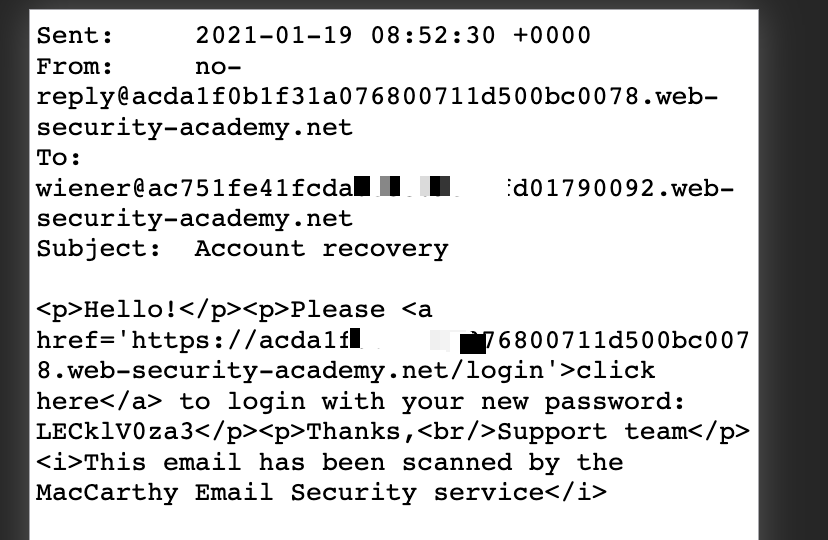 Sent: 2021-01-19 08:52:30 +0000
From: no-
reply@acda1f0b1f31a076800711d500bc0078.web-
security-academy.net
To:
wiener@ac751fe41fcda d01790092.web-
security-academy.net
Subject: Account recovery
<p>Hello!</p><p>Please <a
href='https://acda1f 76800711d500bc007
8.web-security-academy.net/login'>click
here</a> to login with your new password:
LECklV0za3</p><p>Thanks,<br/>Support team</p>
<i>This email has been scanned by the
MacCarthy Email Security service</i>